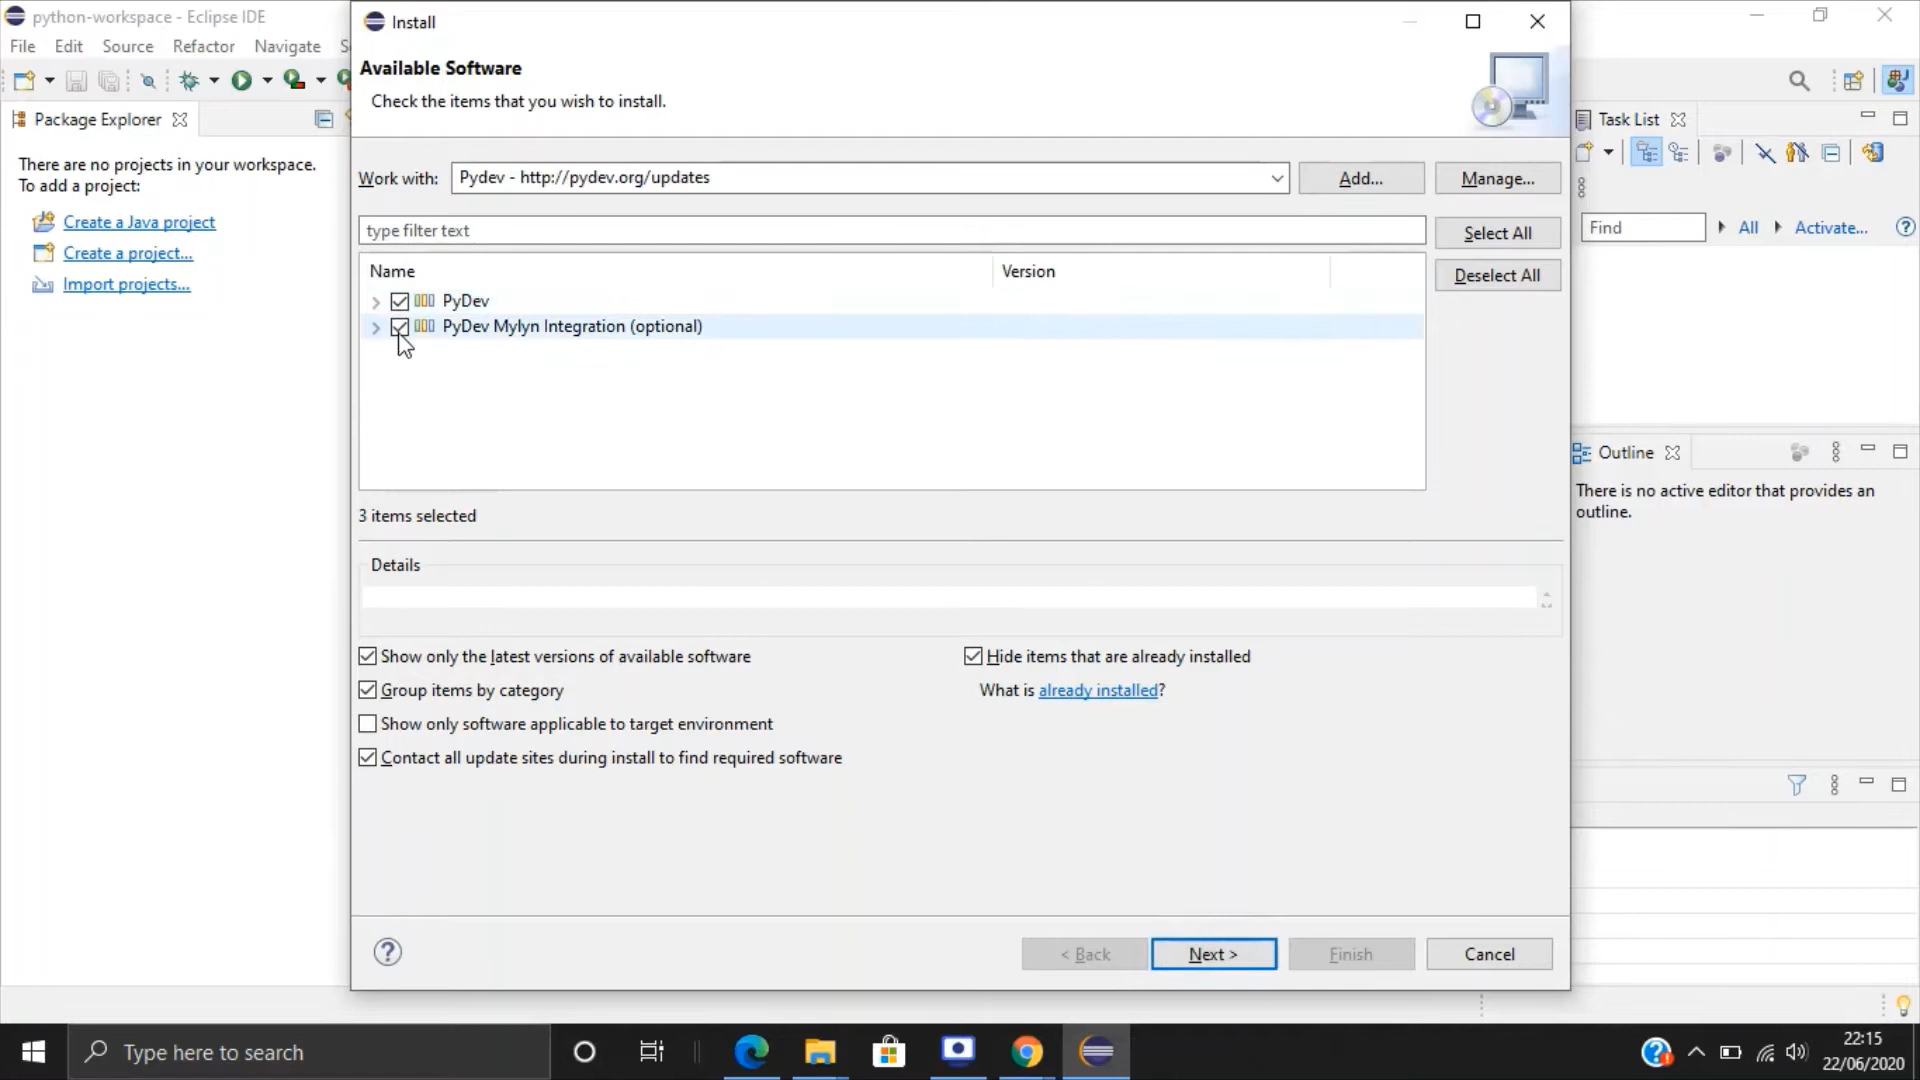 python-workspace - Eclipse IDE
File Edit Source Refactor Navigate S
Package Explorer
There are no projects in your workspace.
To add a project:
Create a Java project
Create a project...
Import projects...
Install
Available Software
Check the items that you wish to install.
Work with: Pydev - http://pydev.org/updates
Add...
Manage...
type filter text
Select All
Deselect All
Name Version
PyDev
PyDev Mylyn Integration (optional)
3 items selected
Details
Show only the latest versions of available software
Hide items that are already installed
Group items by category
What is already installed?
Show only software applicable to target environment
Contact all update sites during install to find required software
< Back
Next >
Finish
Cancel
Task List
Find
All
Activate...
Outline
There is no active editor that provides an
outline.
Type here to search
22:15
22/06/2020